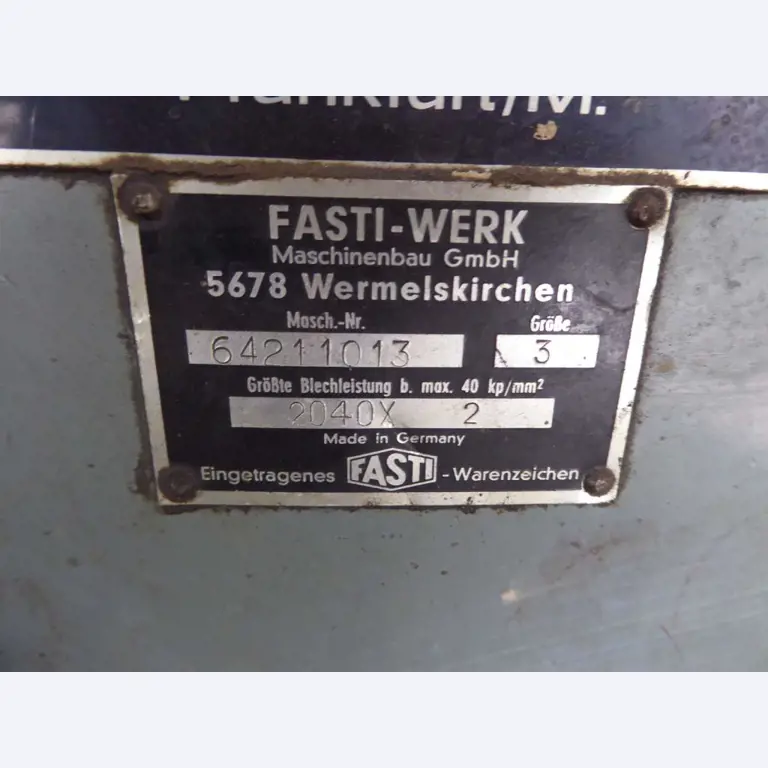 Frankfurt/M.
FASTI-WERK
Maschinenbau GmbH
5678 Wermelskirchen
Masch.-Nr. Größe
64211013 3
Größte Blechleistung b. max. 40 kp/mm²
2040X 2
Made in Germany
Eingetragenes FASTI - Warenzeichen